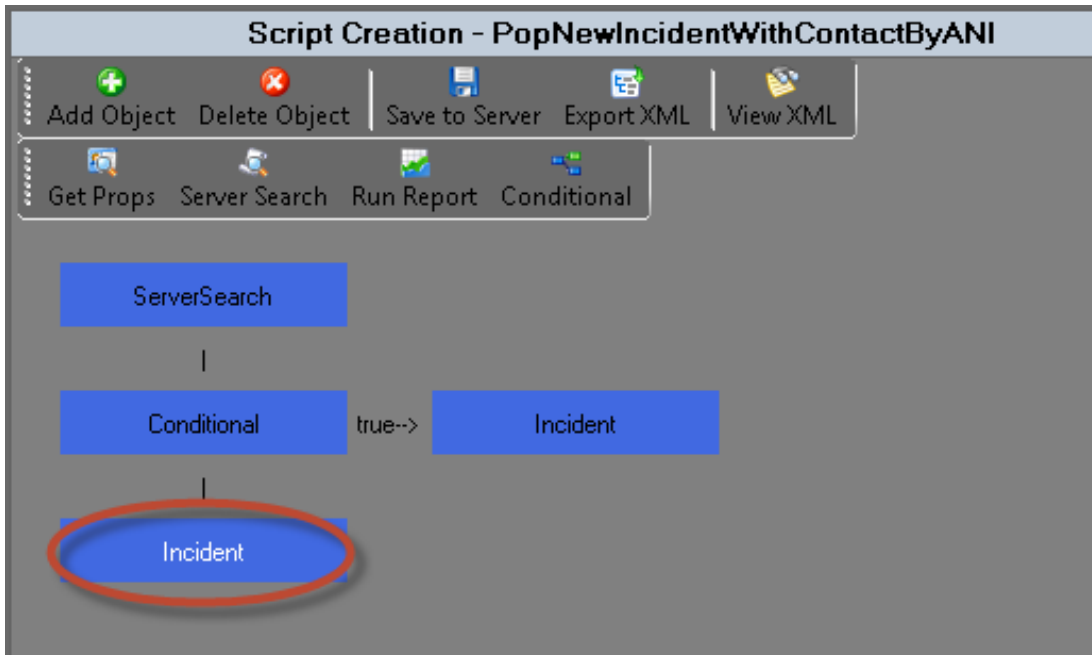 Script Creation - PopNewIncidentWithContactByANI
Add Object Delete Object Save to Server Export XML View XML
Get Props Server Search Run Report Conditional
ServerSearch
Conditional true--> Incident
Incident